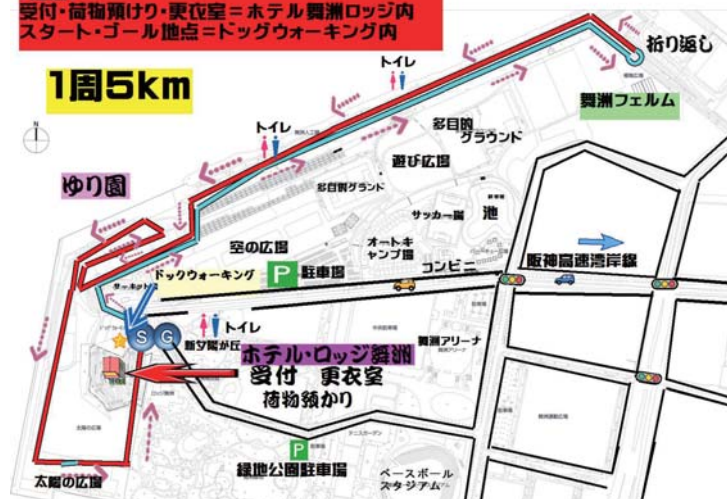 受付・荷物預けり・更衣室＝ホテル舞洲ロッジ内
スタート・ゴール地点＝ドッグウォーキング内
1周5km
折り返し
トイレ
舞洲フェルム
N
トイレ
多目的
グラウンド
ゆり園
遊び広場
多目的グランド
サッカー場
池
空の広場
オートキ
ャンプ場
コンビニ
阪神高速湾岸線
ドックウォーキング
P 駐車場
S G
トイレ
新夕陽が丘
舞洲アリーナ
ホテル・ロッジ舞洲
受付 更衣室
荷物預かり
太陽の広場
P
緑地公園駐車場
ベースボール
スタジアム
太陽の広場